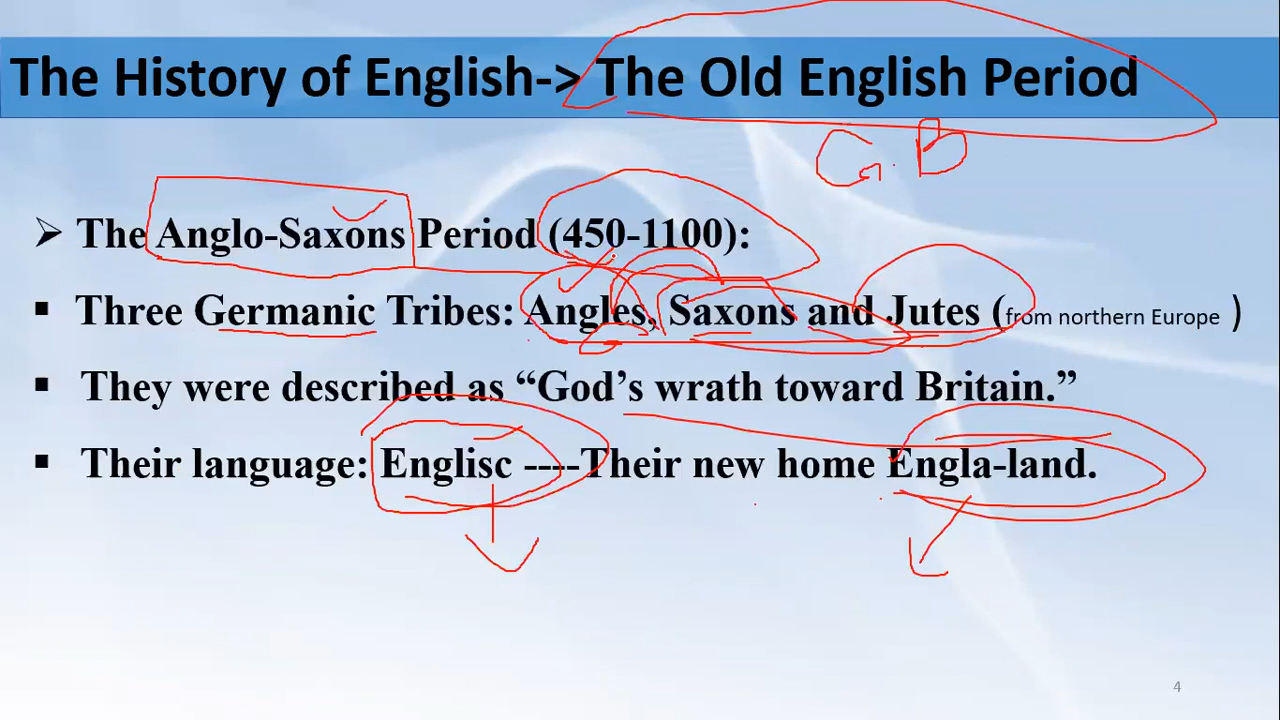 The History of English-> The Old English Period
G.B
➢ The Anglo-Saxons Period (450-1100):
▪ Three Germanic Tribes: Angles, Saxons and Jutes (from northern Europe )
▪ They were described as “God’s wrath toward Britain.”
▪ Their language: Englisc ----Their new home Engla-land.
4